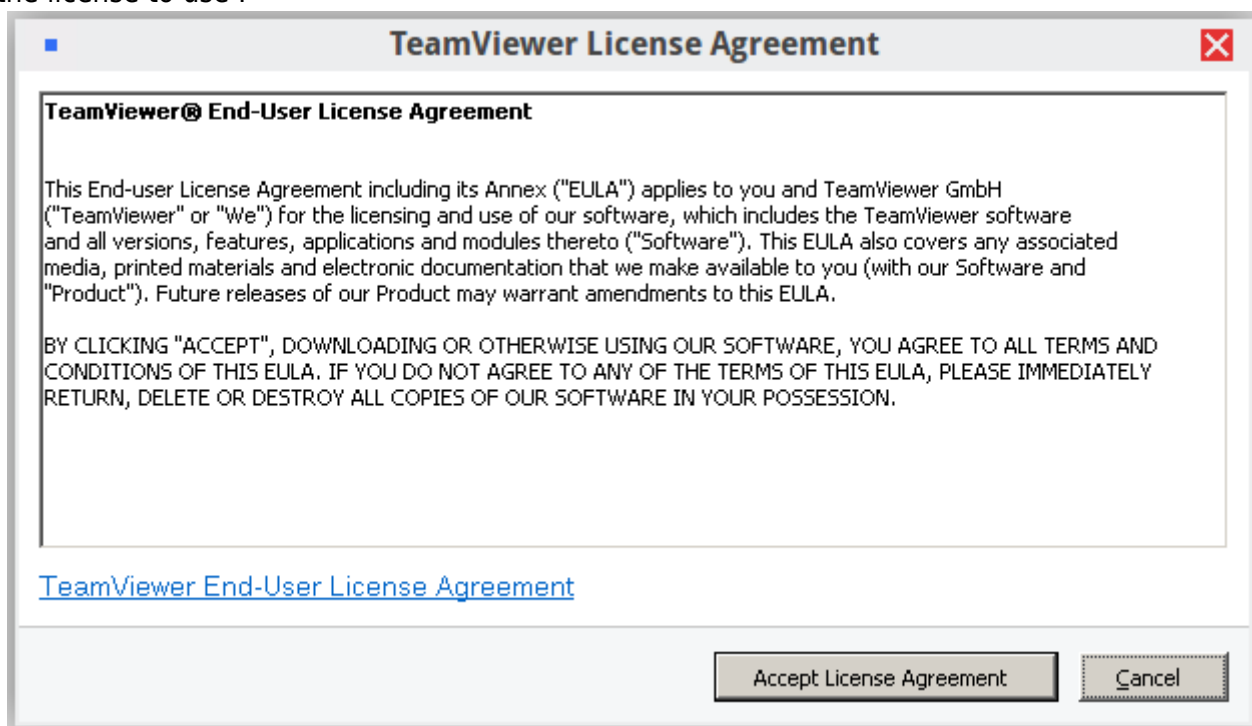 the license to use .
TeamViewer License Agreement
TeamViewer® End-User License Agreement
This End-user License Agreement including its Annex ("EULA") applies to you and TeamViewer GmbH
("TeamViewer" or "We") for the licensing and use of our software, which includes the TeamViewer software
and all versions, features, applications and modules thereto ("Software"). This EULA also covers any associated
media, printed materials and electronic documentation that we make available to you (with our Software and
"Product"). Future releases of our Product may warrant amendments to this EULA.
BY CLICKING "ACCEPT", DOWNLOADING OR OTHERWISE USING OUR SOFTWARE, YOU AGREE TO ALL TERMS AND
CONDITIONS OF THIS EULA. IF YOU DO NOT AGREE TO ANY OF THE TERMS OF THIS EULA, PLEASE IMMEDIATELY
RETURN, DELETE OR DESTROY ALL COPIES OF OUR SOFTWARE IN YOUR POSSESSION.
TeamViewer End-User License Agreement
Accept License Agreement
Cancel